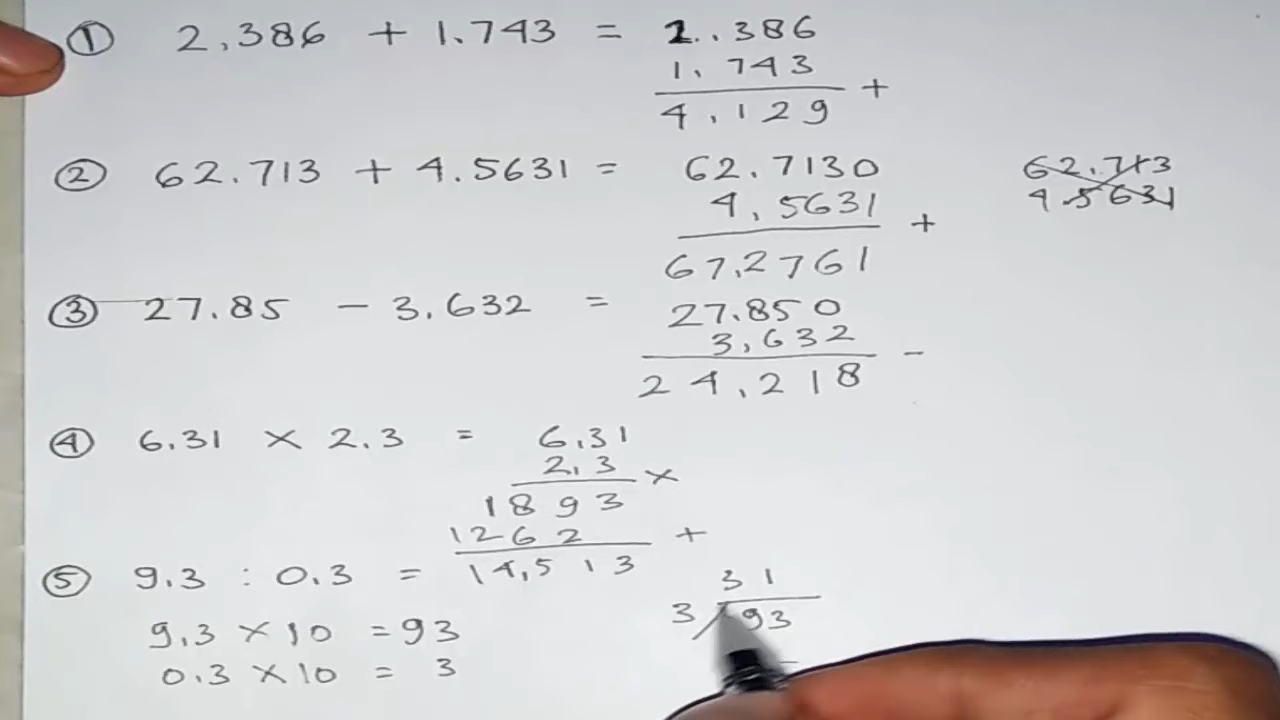 ① 2,386 + 1.743 = 2..386
1, 743 +
4,129
② 62.713 + 4.5631 = 62.7130
4,5631 +
67,2761
62.713
4.5631
③ 27.85 - 3,632 = 27.850
3,632 -
24,218
④ 6.31 × 2.3 = 6,31
2,3 ×
1893
1262 +
14,513
⑤ 9.3 : 0.3 =
9.3 × 10 = 93
0.3 × 10 = 3
31
3 93